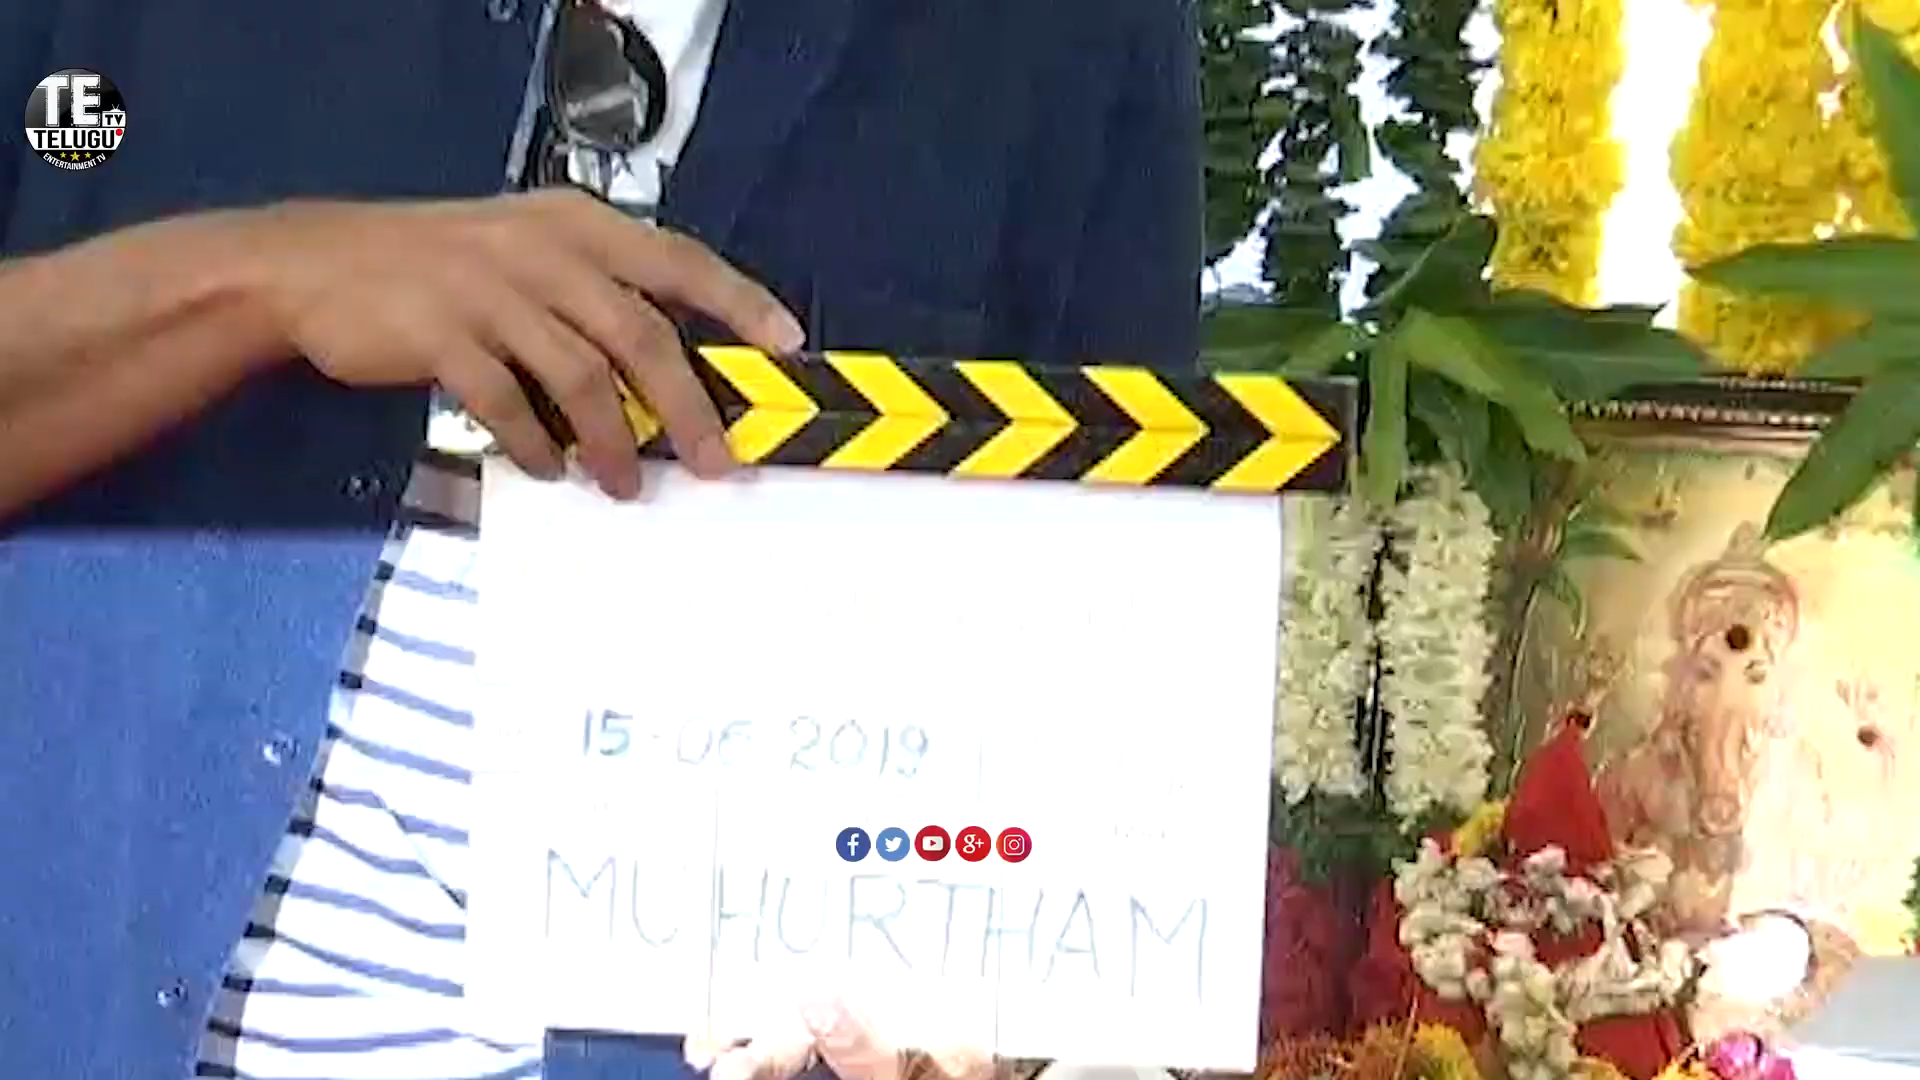 TE
TV
TELUGU
ENTERTAINMENT TV
15-06 2019
MUHURTHAM